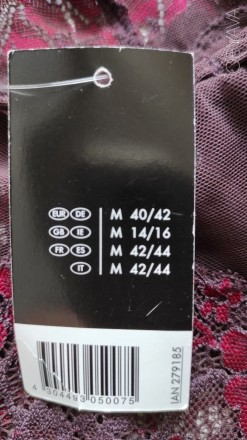 EUR DE M 40/42
GB IE M 14/16
FR ES M 42/44
IT M 42/44
IAN 279185
4 304493 050075